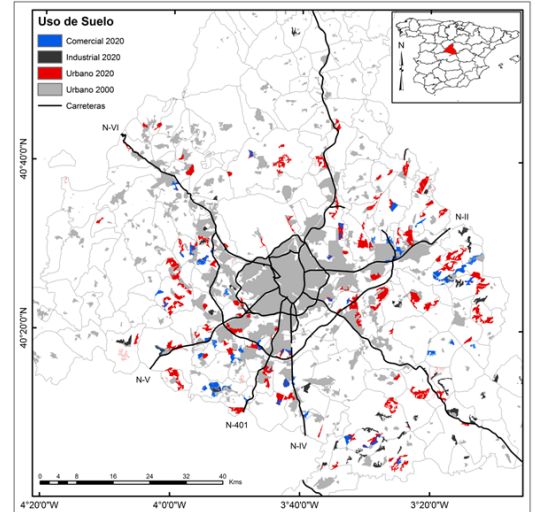 Uso de Suelo
Comercial 2020
Industrial 2020
Urbano 2020
Urbano 2000
Carreteras
N
N-VI
40°40'0"N
N-II
40°20'0"N
N-V
N-401
N-IV
0 4 8 16 24 32 40
Kms
4°20'0"W 4°0'0"W 3°40'0"W 3°20'0"W